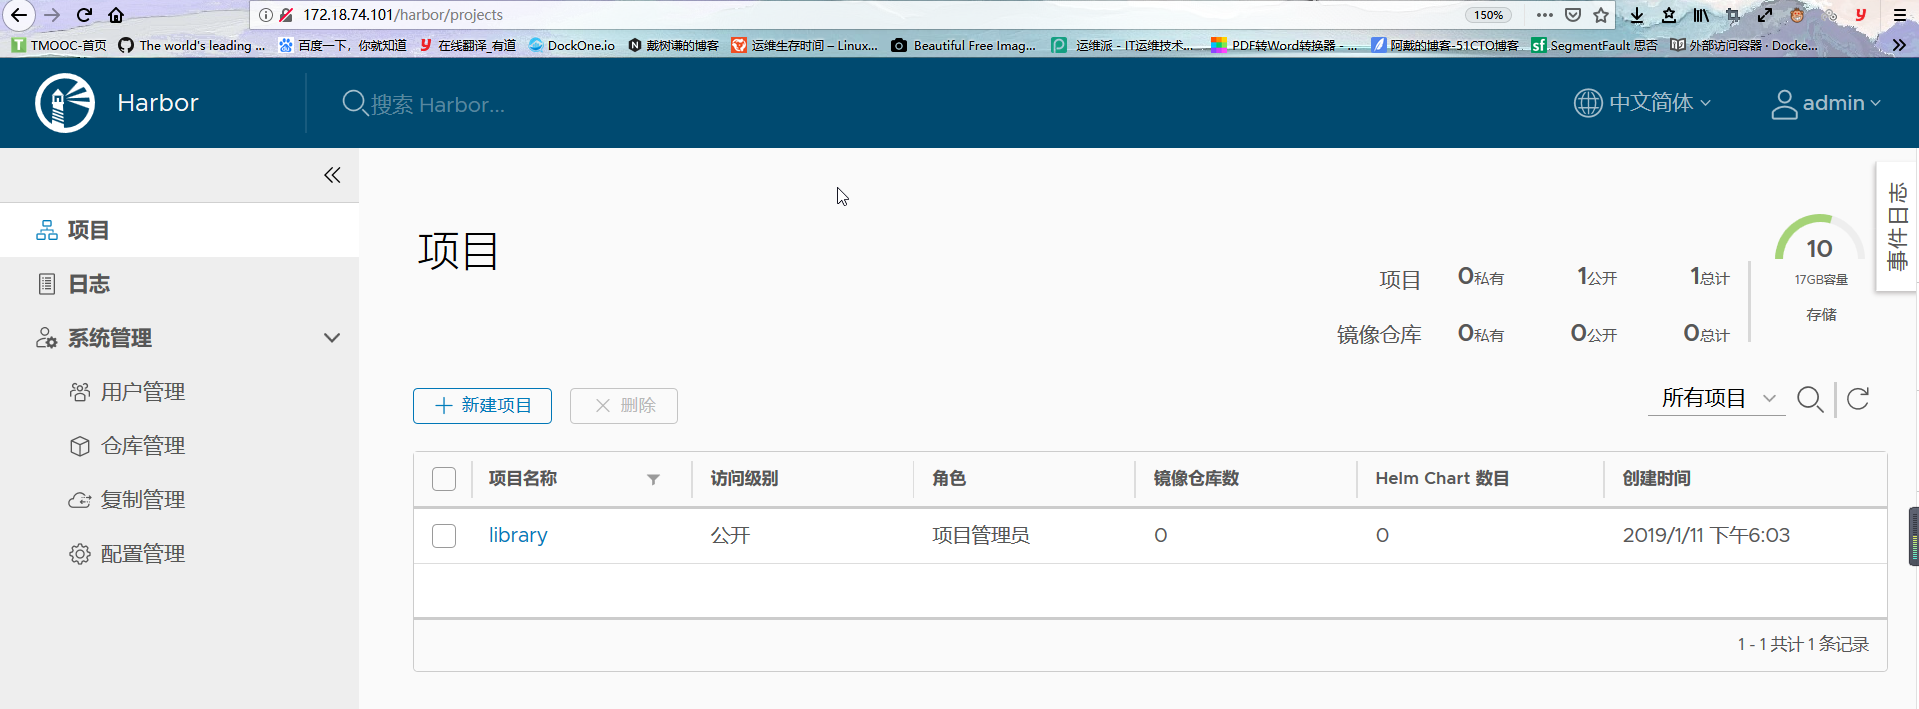 172.18.74.101/harbor/projects
150%
TMOOC-首页
The world's leading ...
百度一下，你就知道
在线翻译_有道
DockOne.io
戴树谦的博客
运维生存时间 – Linux...
Beautiful Free Imag...
运维派 - IT运维技术...
PDF转Word转换器 - ...
阿戴的博客-51CTO博客
SegmentFault 思否
外部访问容器 · Docke...
Harbor
搜索 Harbor...
中文简体
admin
项目
日志
系统管理
用户管理
仓库管理
复制管理
配置管理
项目
项目 0私有 1公开 1总计
镜像仓库 0私有 0公开 0总计
10
17GB容量
存储
事件日志
新建项目
删除
所有项目
项目名称 访问级别 角色 镜像仓库数 Helm Chart 数目 创建时间
library 公开 项目管理员 0 0 2019/1/11 下午6:03
1 - 1 共计 1 条记录